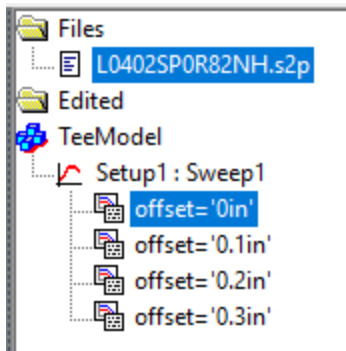 Files
L0402SP0R82NH.s2p
Edited
TeeModel
Setup1 : Sweep1
offset='0in'
offset='0.1in'
offset='0.2in'
offset='0.3in'